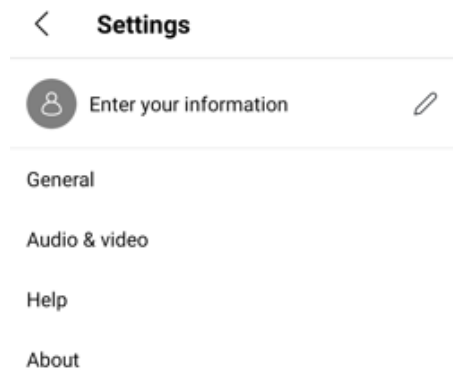 Settings
Enter your information
General
Audio & video
Help
About